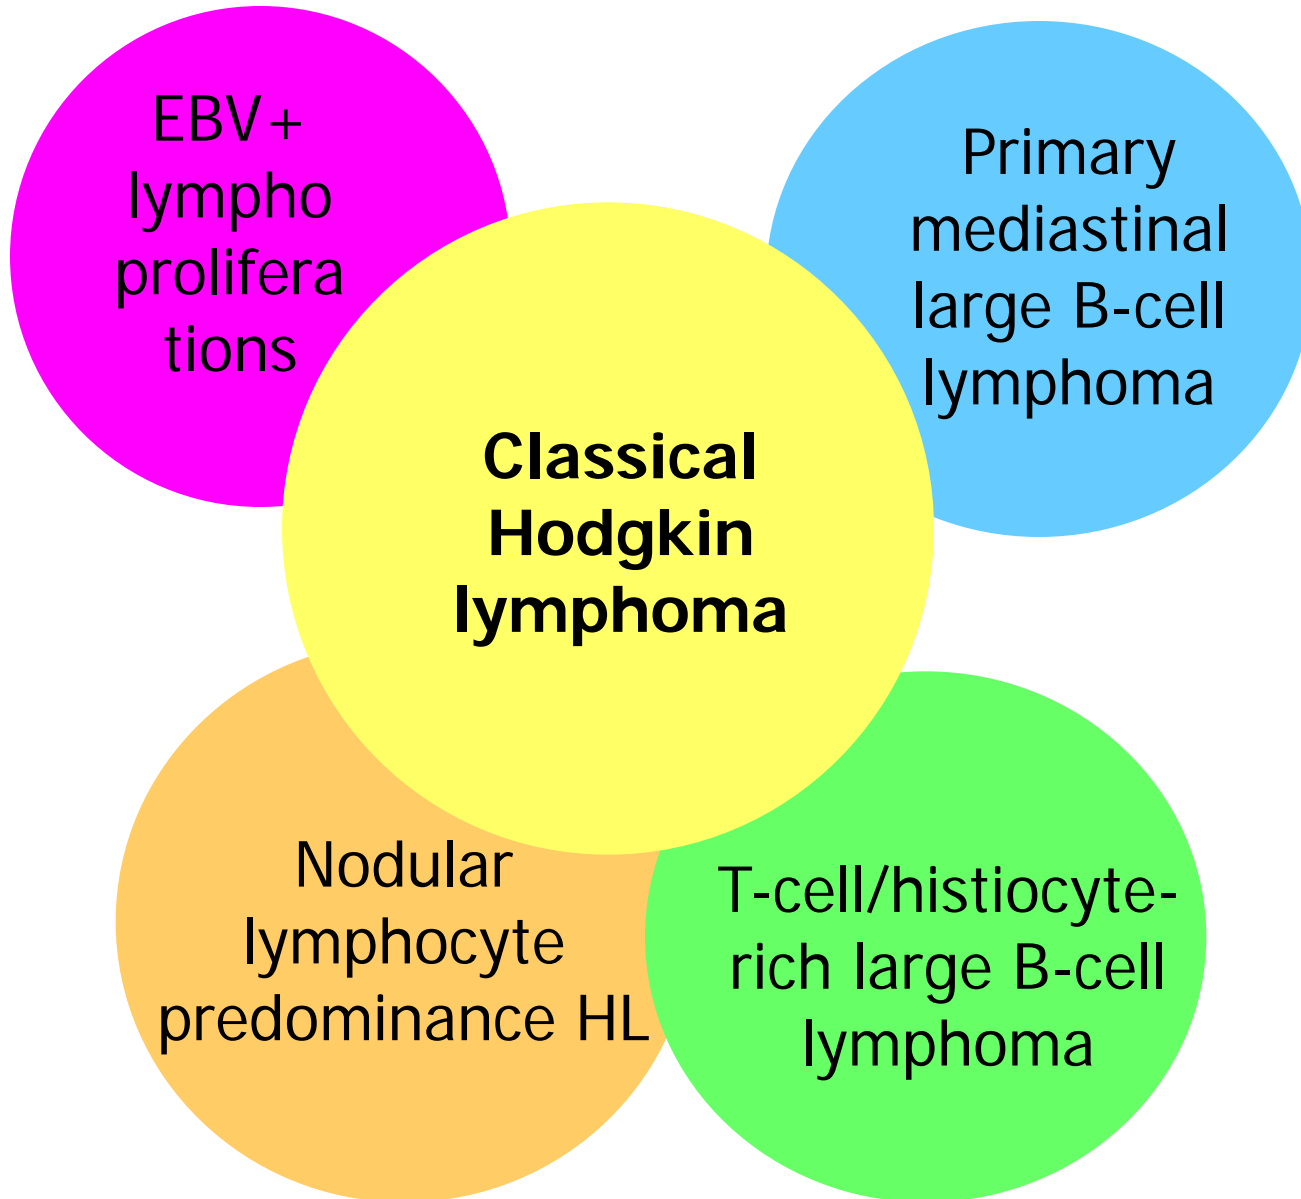 EBV+
lympho
prolifera
tions
Primary
mediastinal
large B-cell
lymphoma
Classical
Hodgkin
lymphoma
Nodular
lymphocyte
predominance HL
T-cell/histiocyte-
rich large B-cell
lymphoma